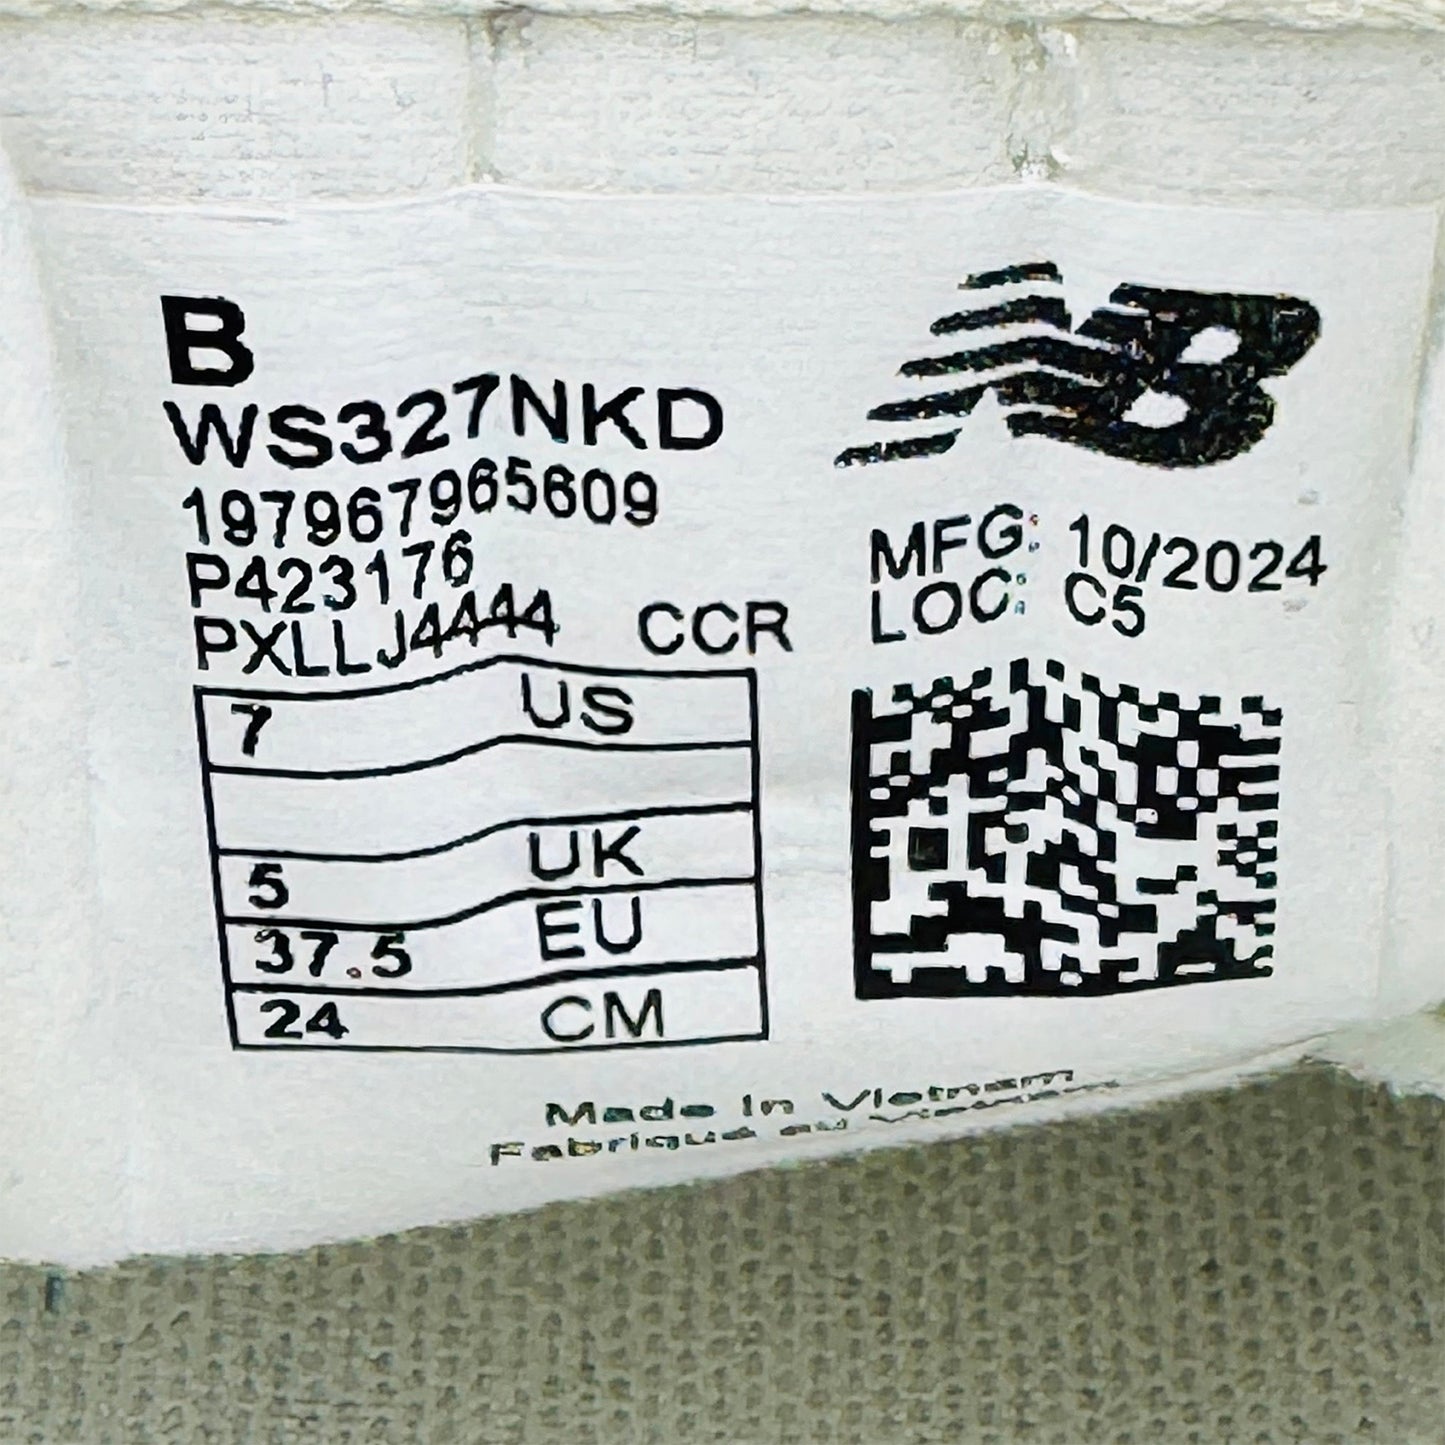 B
WS327NKD
197967965609
P423176
PXLLJ4444 CCR
7 US
5 UK
37.5 EU
24 CM
NB
MFG: 10/2024
LOC: C5
Made in Vietnam
Fabriqué au Vietnam